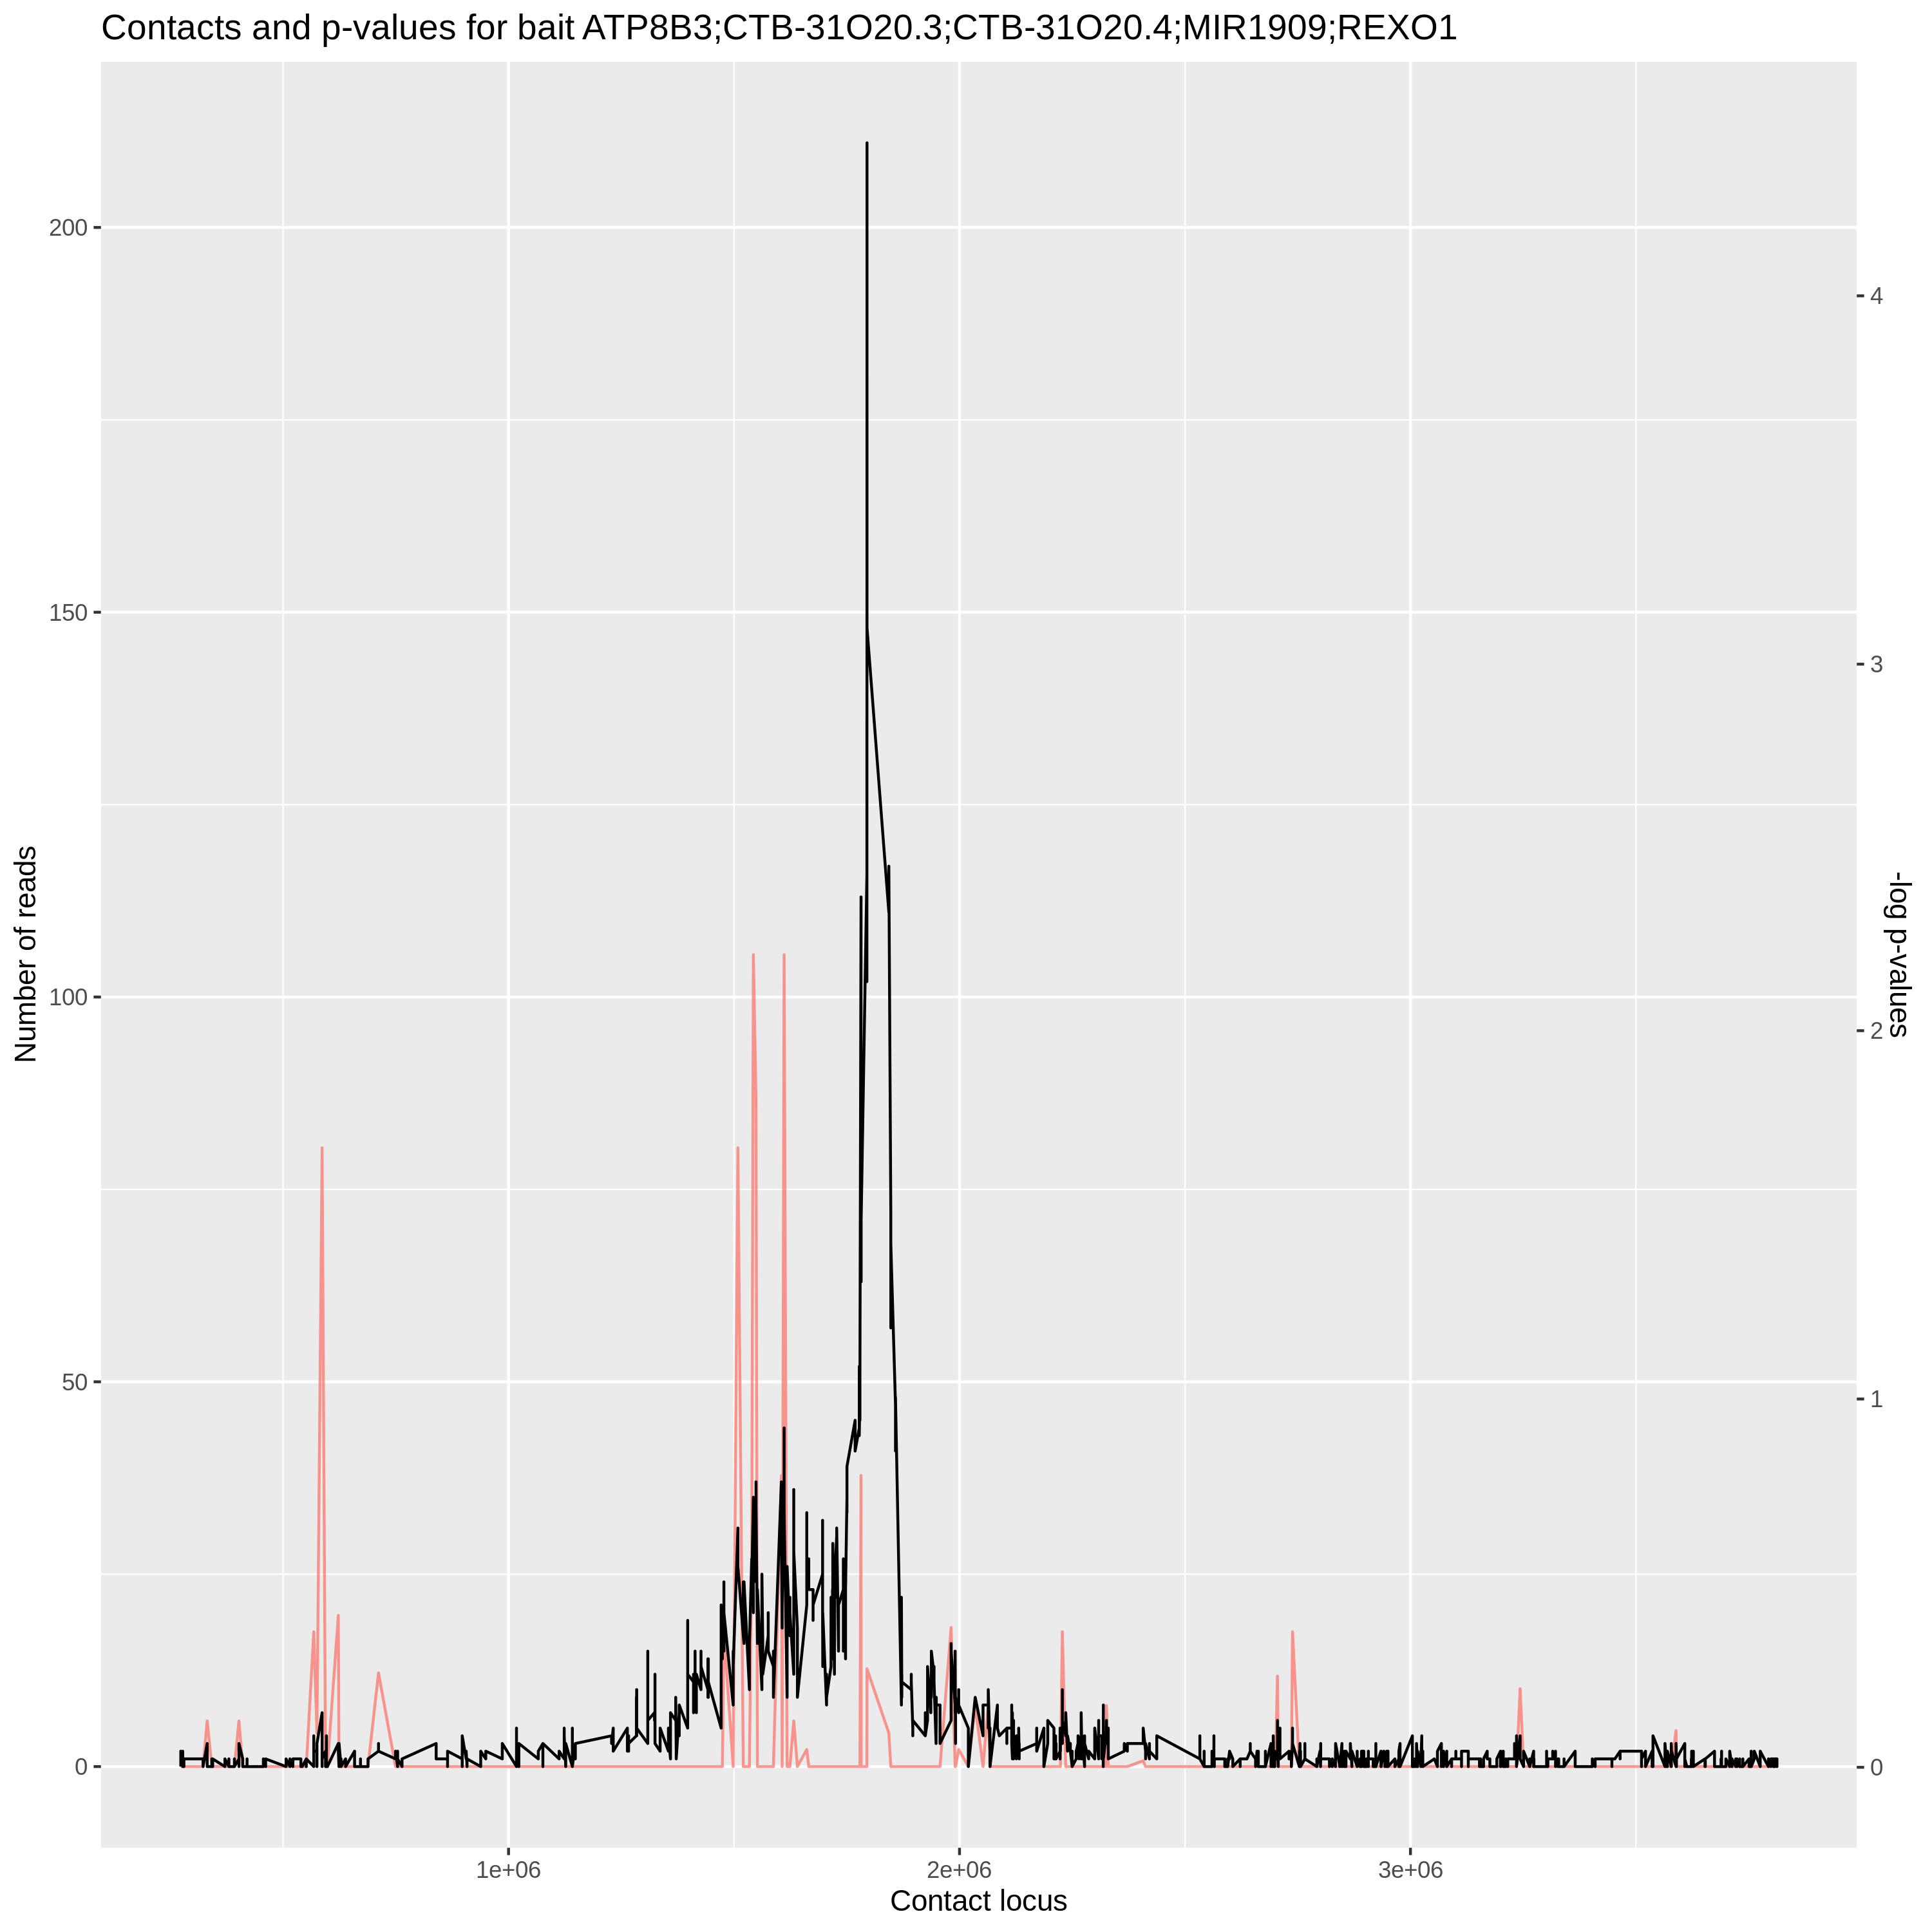 Contacts and p-values for bait ATP8B3;CTB-31O20.3;CTB-31O20.4;MIR1909;REXO1
200
150
100
50
0
Number of reads
4
3
2
1
0
-log p-values
1e+06
2e+06
3e+06
Contact locus